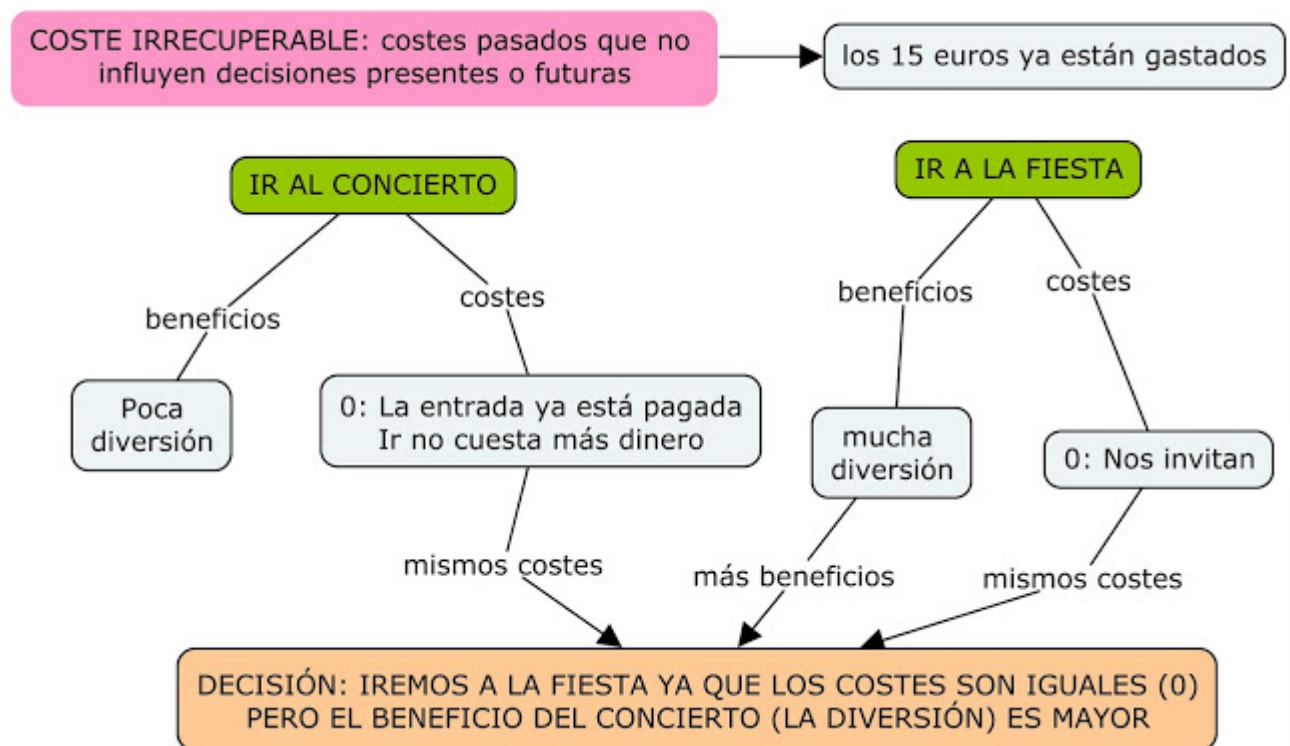 COSTE IRRECUPERABLE: costes pasados que no
influyen decisiones presentes o futuras
los 15 euros ya están gastados
IR AL CONCIERTO
IR A LA FIESTA
beneficios
costes
beneficios
costes
Poca
diversión
0: La entrada ya está pagada
Ir no cuesta más dinero
mucha
diversión
0: Nos invitan
mismos costes
más beneficios
mismos costes
DECISIÓN: IREMOS A LA FIESTA YA QUE LOS COSTES SON IGUALES (0)
PERO EL BENEFICIO DEL CONCIERTO (LA DIVERSIÓN) ES MAYOR